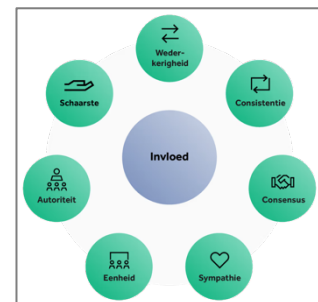 Weder-
kerigheid
Consistentie
Consensus
Sympathie
Eenheid
Autoriteit
Schaarste
Invloed